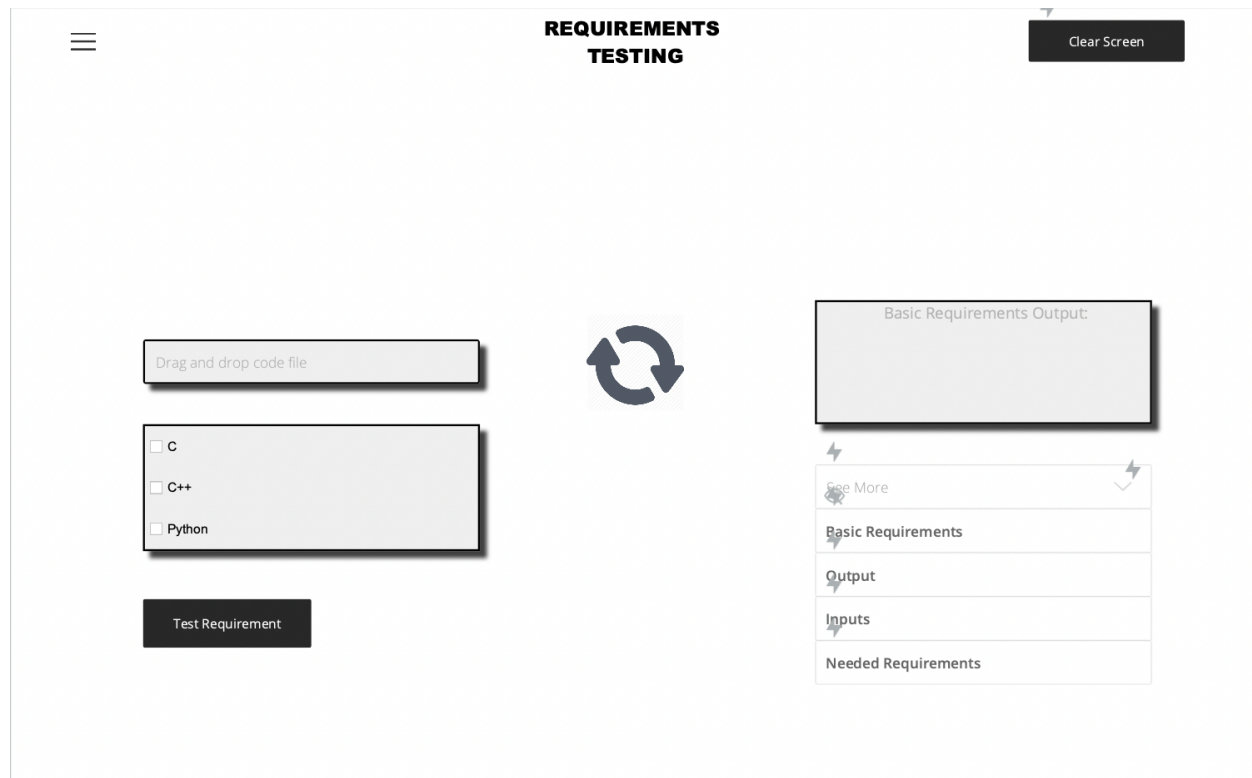 REQUIREMENTS
TESTING
Clear Screen
Drag and drop code file
C
C++
Python
Test Requirement
Basic Requirements Output:
See More
Basic Requirements
Output
Inputs
Needed Requirements